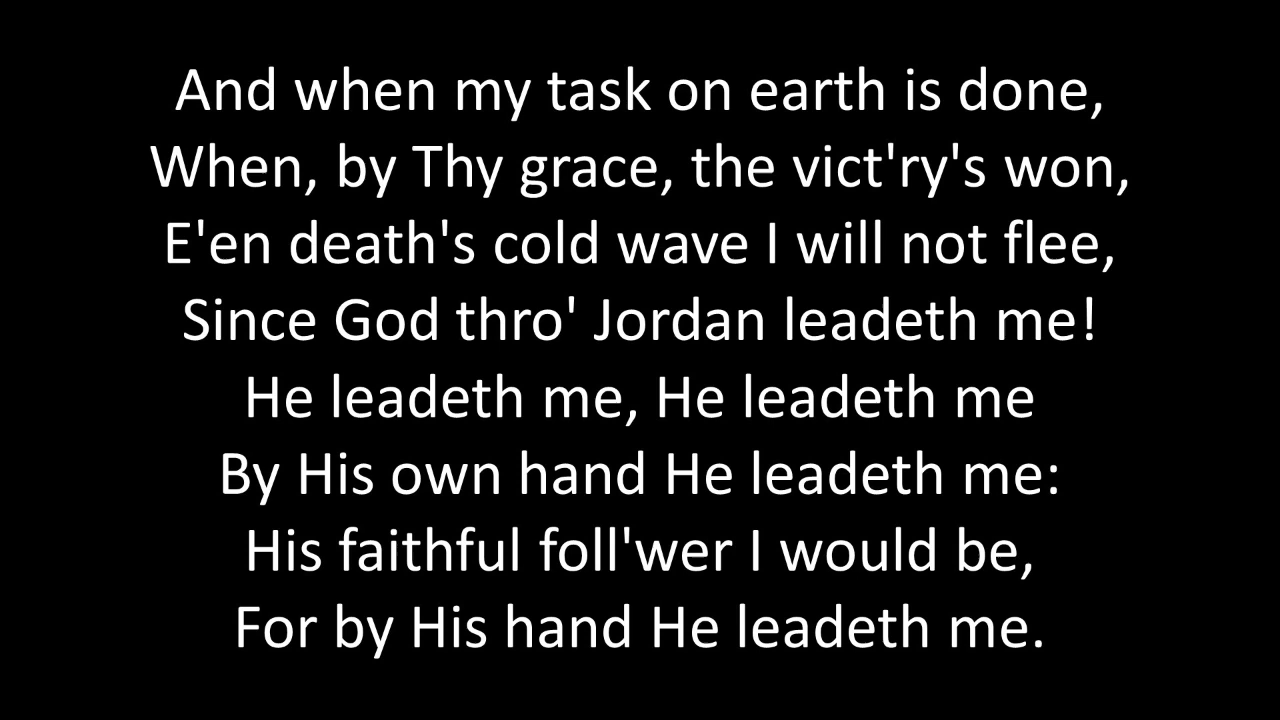 And when my task on earth is done,
When, by Thy grace, the vict'ry's won,
E'en death's cold wave I will not flee,
Since God thro' Jordan leadeth me!
He leadeth me, He leadeth me
By His own hand He leadeth me:
His faithful foll'wer I would be,
For by His hand He leadeth me.